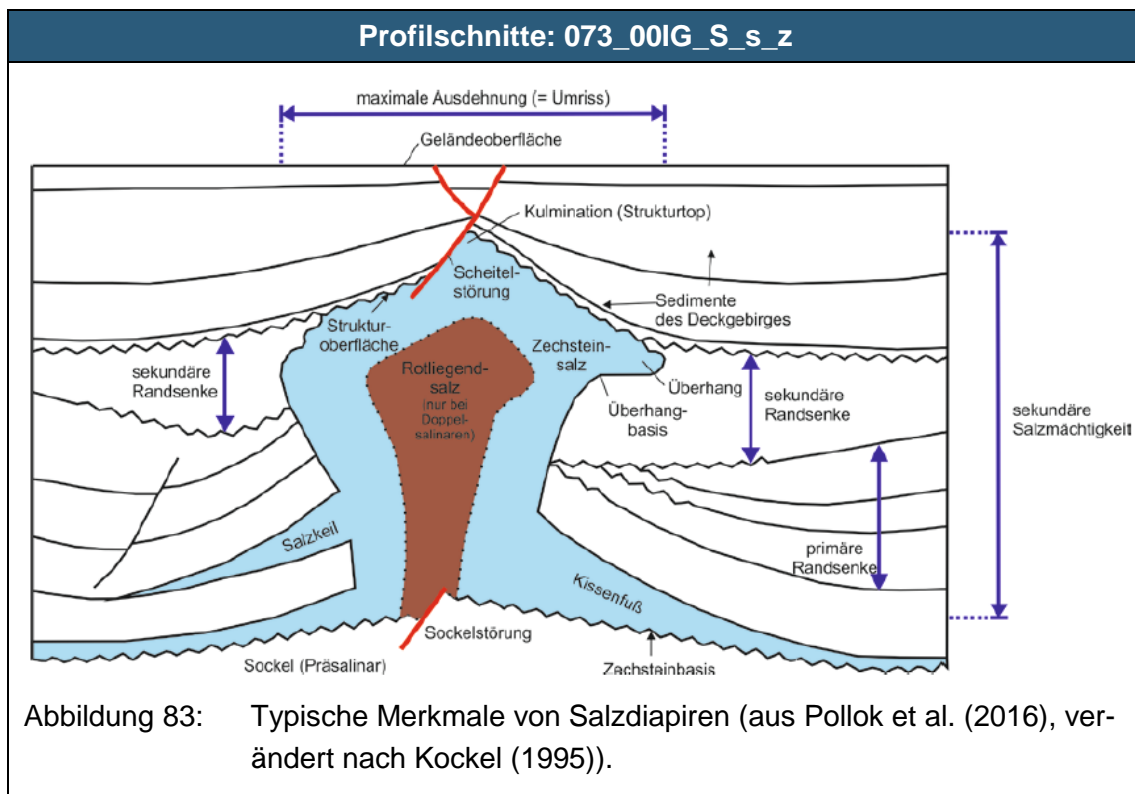 Profilschnitte: 073_00IG_S_s_z
maximale Ausdehnung (= Umriss)
Geländeoberfläche
Kulmination (Strukturtop)
Scheitel-
störung
Sedimente
des Deckgebirges
Struktur-
oberfläche
Zechstein-
salz
sekundäre
Randsenke
Rotliegend-
salz
(nur bei
Doppel-
salinaren)
Überhang
Überhang-
basis
sekundäre
Randsenke
sekundäre
Salzmächtigkeit
Salzkeil
primäre
Randsenke
Kissenfuß
Sockelstörung
Sockel (Präsalinar)
Zechsteinbasis
Abbildung 83: Typische Merkmale von Salzdiapiren (aus Pollok et al. (2016), ver-
ändert nach Kockel (1995)).